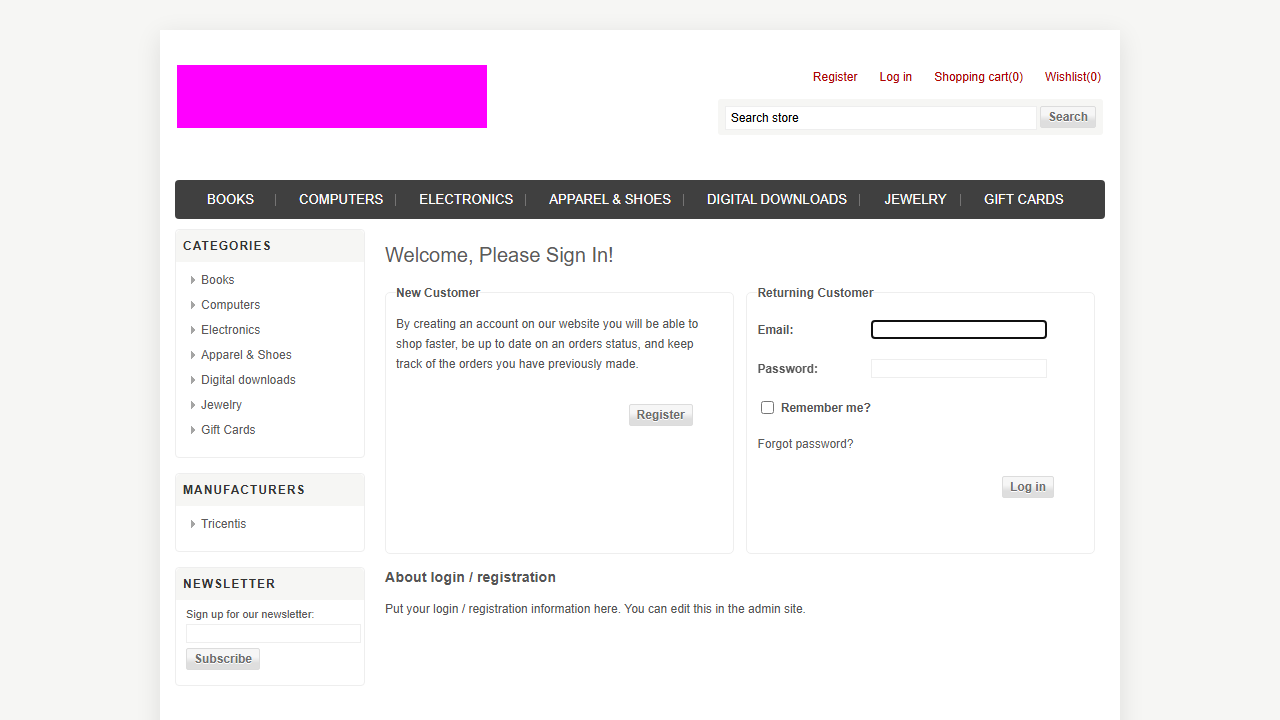 Register Log in Shopping cart(0) Wishlist(0)
Search store Search
BOOKS COMPUTERS ELECTRONICS APPAREL & SHOES DIGITAL DOWNLOADS JEWELRY GIFT CARDS
CATEGORIES
Books
Computers
Electronics
Apparel & Shoes
Digital downloads
Jewelry
Gift Cards
MANUFACTURERS
Tricentis
NEWSLETTER
Sign up for our newsletter:
Subscribe
Welcome, Please Sign In!
New Customer
By creating an account on our website you will be able to
shop faster, be up to date on an orders status, and keep
track of the orders you have previously made.
Register
Returning Customer
Email:
Password:
Remember me?
Forgot password?
Log in
About login / registration
Put your login / registration information here. You can edit this in the admin site.